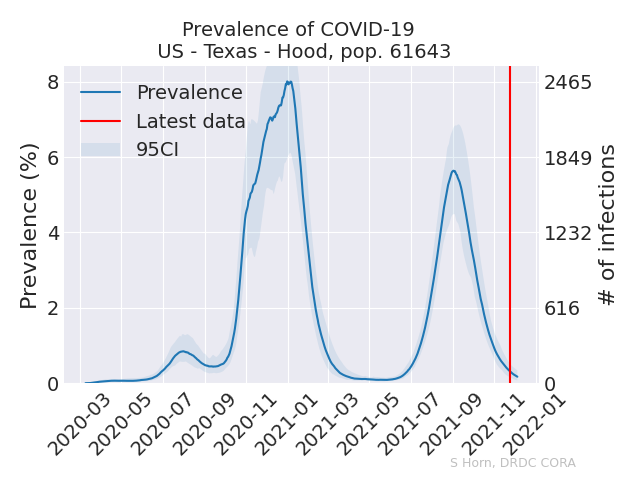 Prevalence of COVID-19
US - Texas - Hood, pop. 61643
Prevalence
Latest data
95CI
Prevalence (%)
8
6
4
2
0
# of infections
2465
1849
1232
616
0
2020-03
2020-05
2020-07
2020-09
2020-11
2021-01
2021-03
2021-05
2021-07
2021-09
2021-11
2022-01
S Horn, DRDC CORA